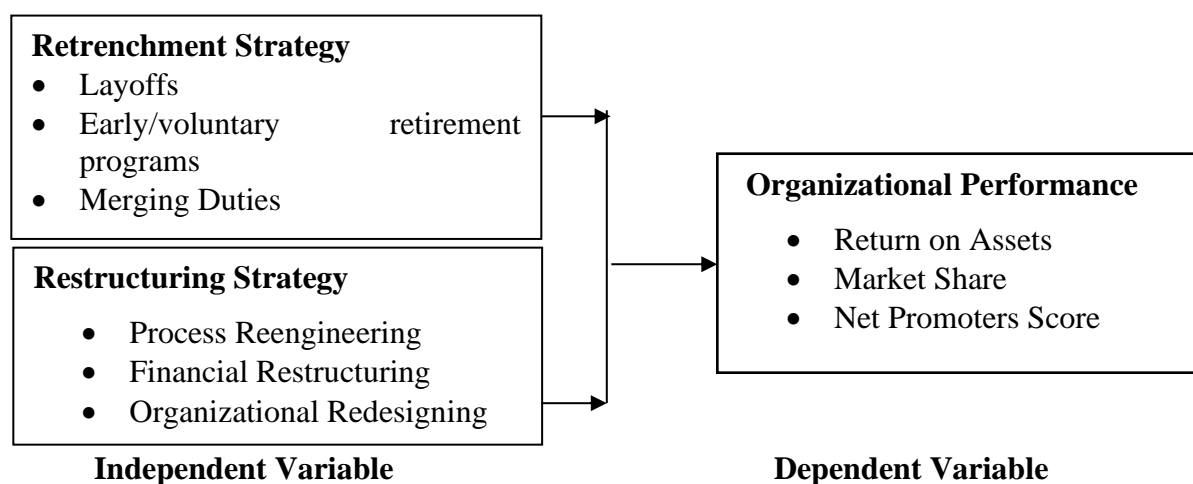 Retrenchment Strategy
• Layoffs
• Early/voluntary retirement
programs
• Merging Duties
Restructuring Strategy
• Process Reengineering
• Financial Restructuring
• Organizational Redesigning
Independent Variable
Organizational Performance
• Return on Assets
• Market Share
• Net Promoters Score
Dependent Variable